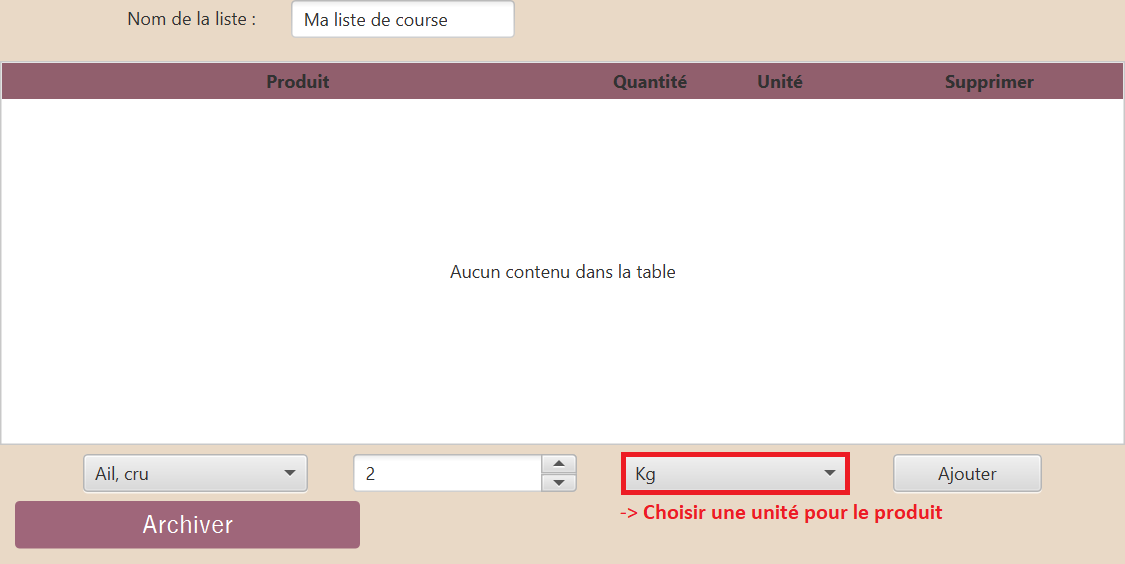 Nom de la liste : Ma liste de course
Produit Quantité Unité Supprimer
Aucun contenu dans la table
Ail, cru 2 Kg Ajouter
Archiver -> Choisir une unité pour le produit